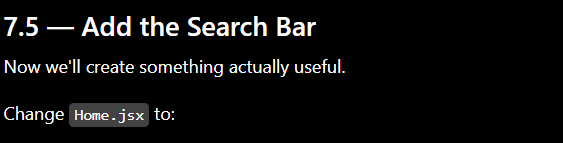 7.5 — Add the Search Bar
Now we'll create something actually useful.
Change Home.jsx to: